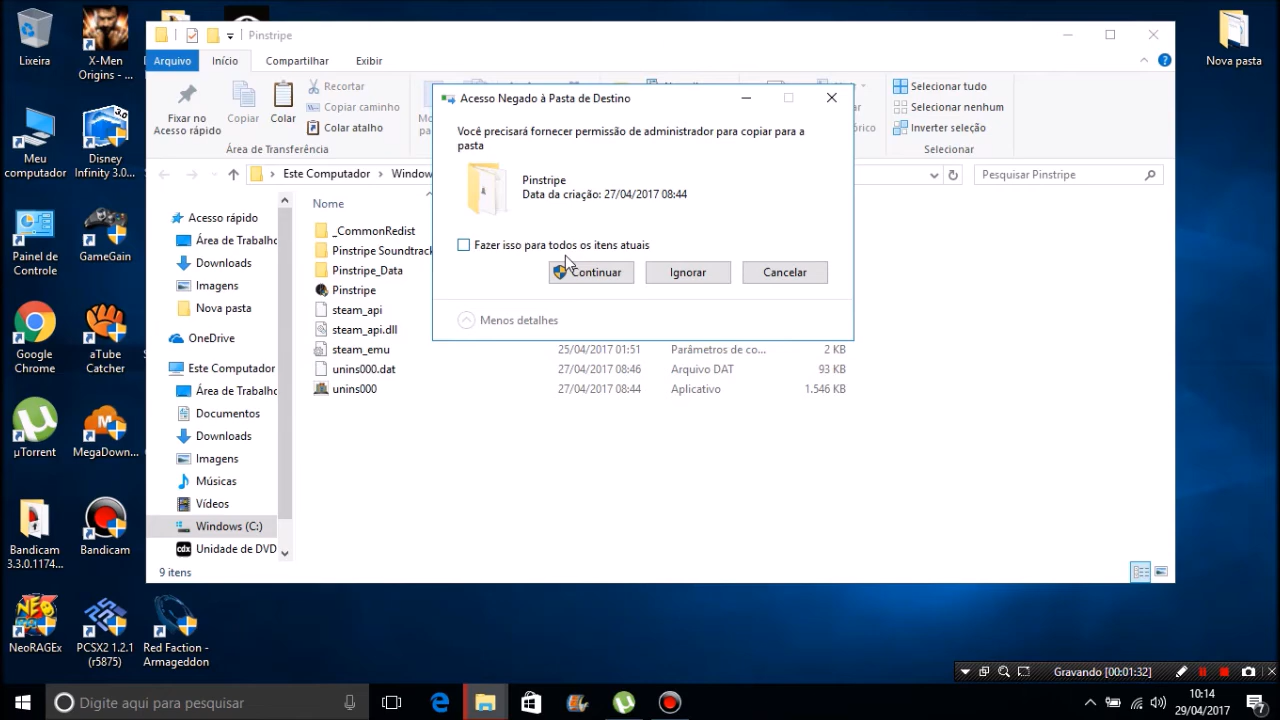 Lixeira
X-Men
Origins - ...
Disney
Infinity 3.0...
Meu
computador
Painel de
Controle
GameGain
Google
Chrome
aTube
Catcher
µTorrent
MegaDown...
Bandicam
3.3.0.1174...
Bandicam
NeoRAGEx
PCSX2 1.2.1
(r5875)
Red Faction -
Armageddon
Nova pasta
Pinstripe
Arquivo
Início
Compartilhar
Exibir
Fixar no
Acesso rápido
Copiar
Colar
Recortar
Copiar caminho
Colar atalho
Área de Transferência
Selecionar tudo
Selecionar nenhum
Inverter seleção
Selecionar
Este Computador
Window
Pesquisar Pinstripe
Acesso rápido
Área de Trabalho
Downloads
Imagens
Nova pasta
OneDrive
Este Computador
Área de Trabalho
Documentos
Downloads
Imagens
Músicas
Vídeos
Windows (C:)
Unidade de DVD
Nome
_CommonRedist
Pinstripe Soundtrack
Pinstripe_Data
Pinstripe
steam_api
steam_api.dll
steam_emu 25/04/2017 01:51 Parâmetros de co... 2 KB
unins000.dat 27/04/2017 08:46 Arquivo DAT 93 KB
unins000 27/04/2017 08:44 Aplicativo 1.546 KB
9 itens
Acesso Negado à Pasta de Destino
Você precisará fornecer permissão de administrador para copiar para a
pasta
Pinstripe
Data da criação: 27/04/2017 08:44
Fazer isso para todos os itens atuais
Continuar
Ignorar
Cancelar
Menos detalhes
Gravando [00:01:32]
Digite aqui para pesquisar
10:14
29/04/2017
7